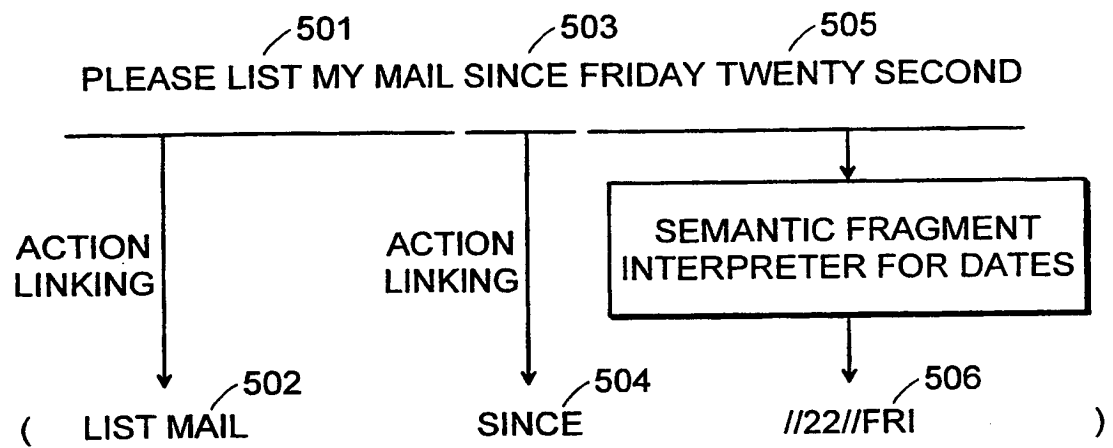 501 503 505
PLEASE LIST MY MAIL SINCE FRIDAY TWENTY SECOND
ACTION LINKING
ACTION LINKING
SEMANTIC FRAGMENT
INTERPRETER FOR DATES
502 504 506
( LIST MAIL SINCE //22//FRI )